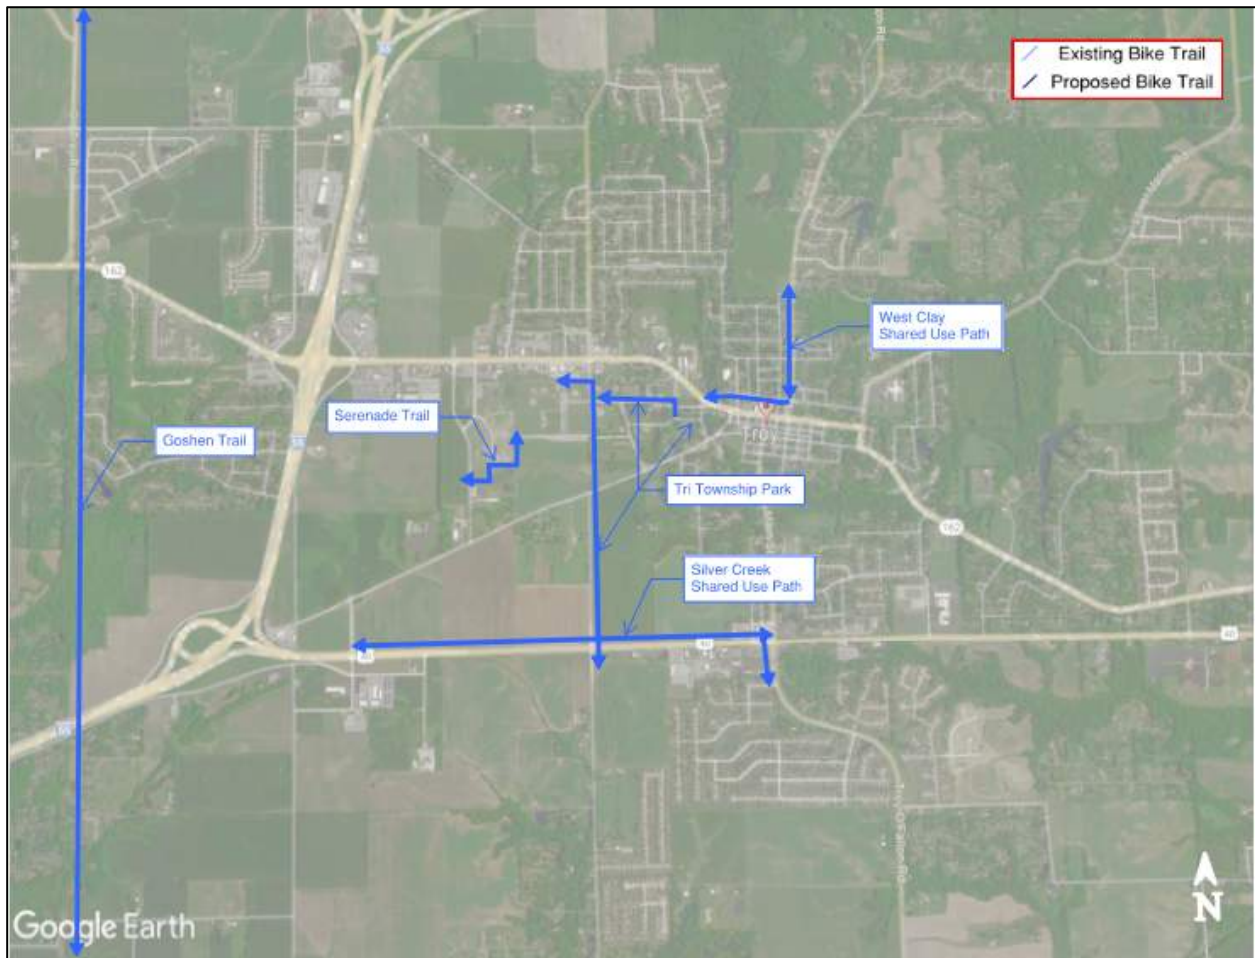 Existing Bike Trail
Proposed Bike Trail
55
162
West Clay
Shared Use Path
Serenade Trail
Goshen Trail
Troy
Tri Township Park
162
Silver Creek
Shared Use Path
40
40
40
55
Google Earth
N